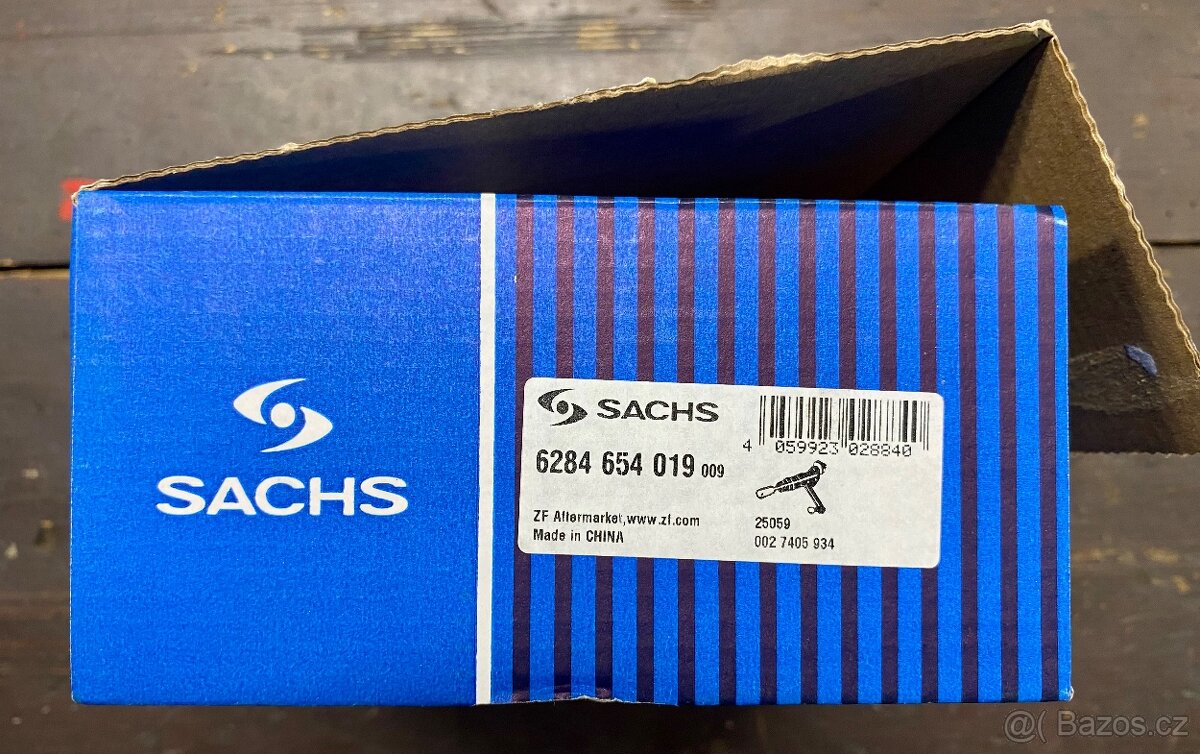 SACHS
SACHS
4 059923 028840
6284 654 019 009
ZF Aftermarket,www.zf.com
Made in CHINA
25059
002 7405 934
@( Bazos.cz